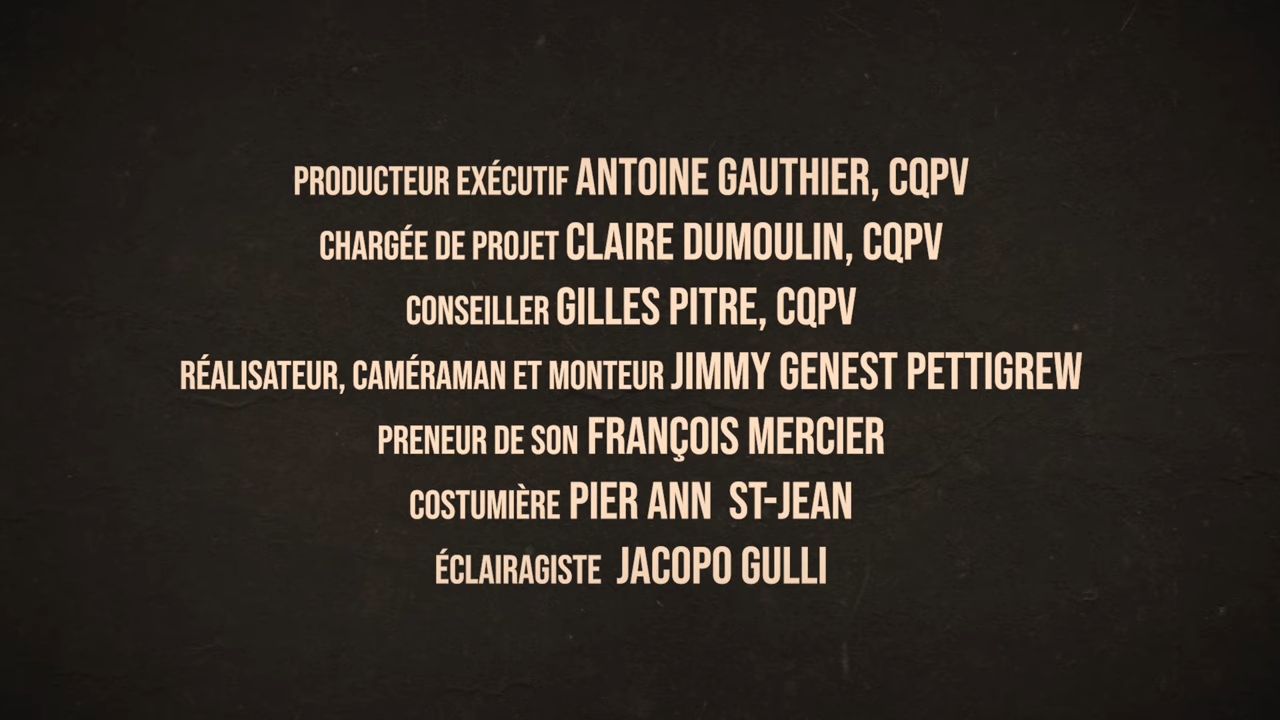 PRODUCTEUR EXÉCUTIF ANTOINE GAUTHIER, CQPV
CHARGÉE DE PROJET CLAIRE DUMOULIN, CQPV
CONSEILLER GILLES PITRE, CQPV
RÉALISATEUR, CAMÉRAMAN ET MONTEUR JIMMY GENEST PETTIGREW
PRENEUR DE SON FRANÇOIS MERCIER
COSTUMIÈRE PIER ANN ST-JEAN
ÉCLAIRAGISTE JACOPO GULLI